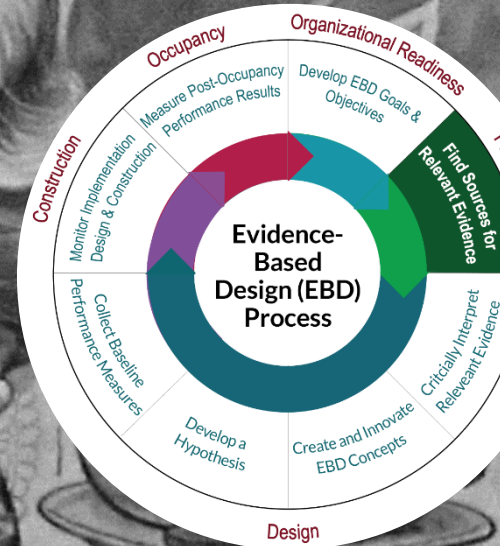 Organizational Readiness
Develop EBD Goals &
Objectives
Find Sources for
Relevant Evidence
Critcially Interpret
Releveant Evidence
Create and Innovate
EBD Concepts
Design
Develop a
Hypothesis
Collect Baseline
Performance Measures
Construction
Monitor Implementation
Design & Construction
Occupancy
Measure Post-Occupancy
Performance Results
Evidence-
Based
Design (EBD)
Process